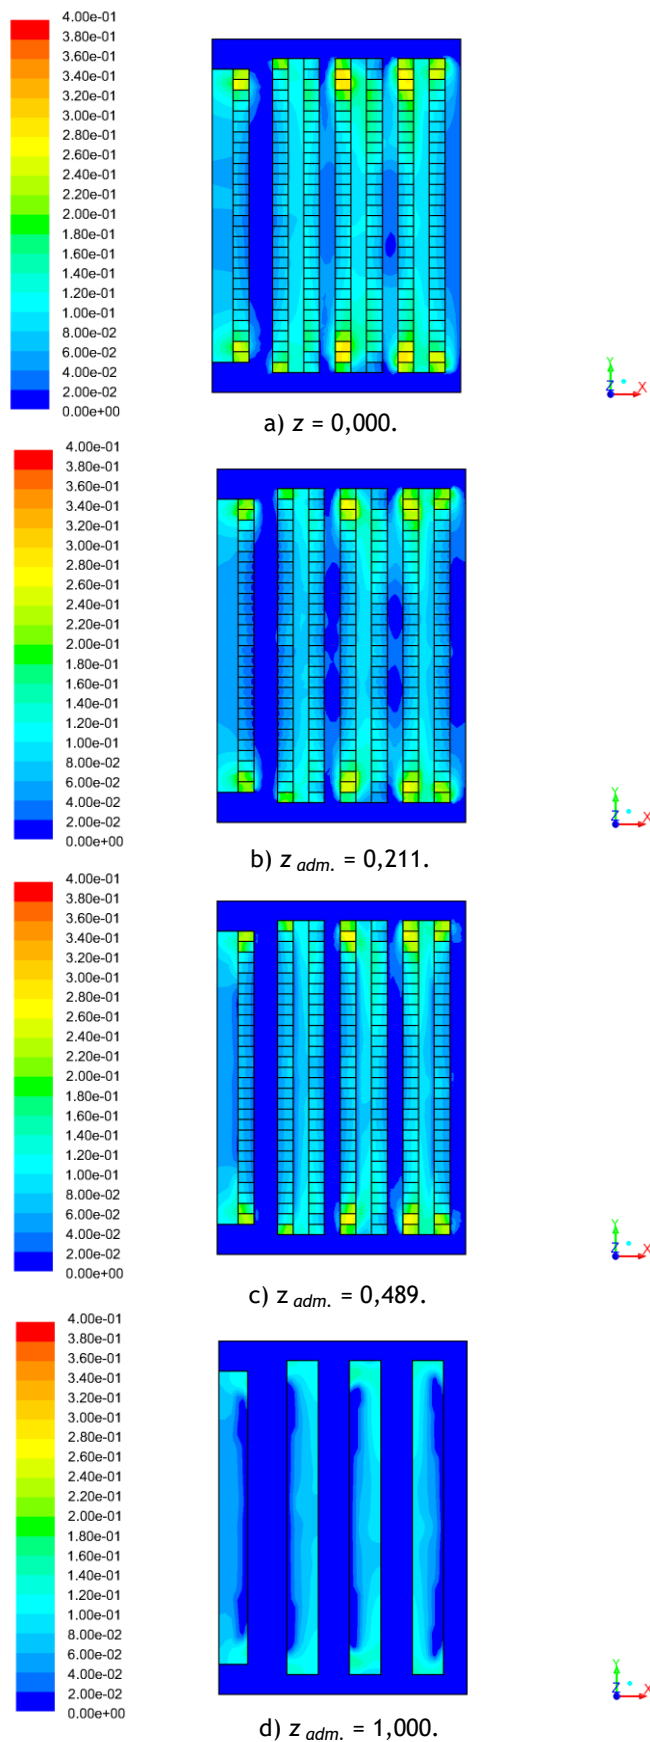 4.00e-01
3.80e-01
3.60e-01
3.40e-01
3.20e-01
3.00e-01
2.80e-01
2.60e-01
2.40e-01
2.20e-01
2.00e-01
1.80e-01
1.60e-01
1.40e-01
1.20e-01
1.00e-01
8.00e-02
6.00e-02
4.00e-02
2.00e-02
0.00e+00
Y
Z X
a) z = 0,000.
4.00e-01
3.80e-01
3.60e-01
3.40e-01
3.20e-01
3.00e-01
2.80e-01
2.60e-01
2.40e-01
2.20e-01
2.00e-01
1.80e-01
1.60e-01
1.40e-01
1.20e-01
1.00e-01
8.00e-02
6.00e-02
4.00e-02
2.00e-02
0.00e+00
Y
Z X
b) z adm. = 0,211.
4.00e-01
3.80e-01
3.60e-01
3.40e-01
3.20e-01
3.00e-01
2.80e-01
2.60e-01
2.40e-01
2.20e-01
2.00e-01
1.80e-01
1.60e-01
1.40e-01
1.20e-01
1.00e-01
8.00e-02
6.00e-02
4.00e-02
2.00e-02
0.00e+00
Y
Z X
c) z adm. = 0,489.
4.00e-01
3.80e-01
3.60e-01
3.40e-01
3.20e-01
3.00e-01
2.80e-01
2.60e-01
2.40e-01
2.20e-01
2.00e-01
1.80e-01
1.60e-01
1.40e-01
1.20e-01
1.00e-01
8.00e-02
6.00e-02
4.00e-02
2.00e-02
0.00e+00
Y
Z X
d) z adm. = 1,000.